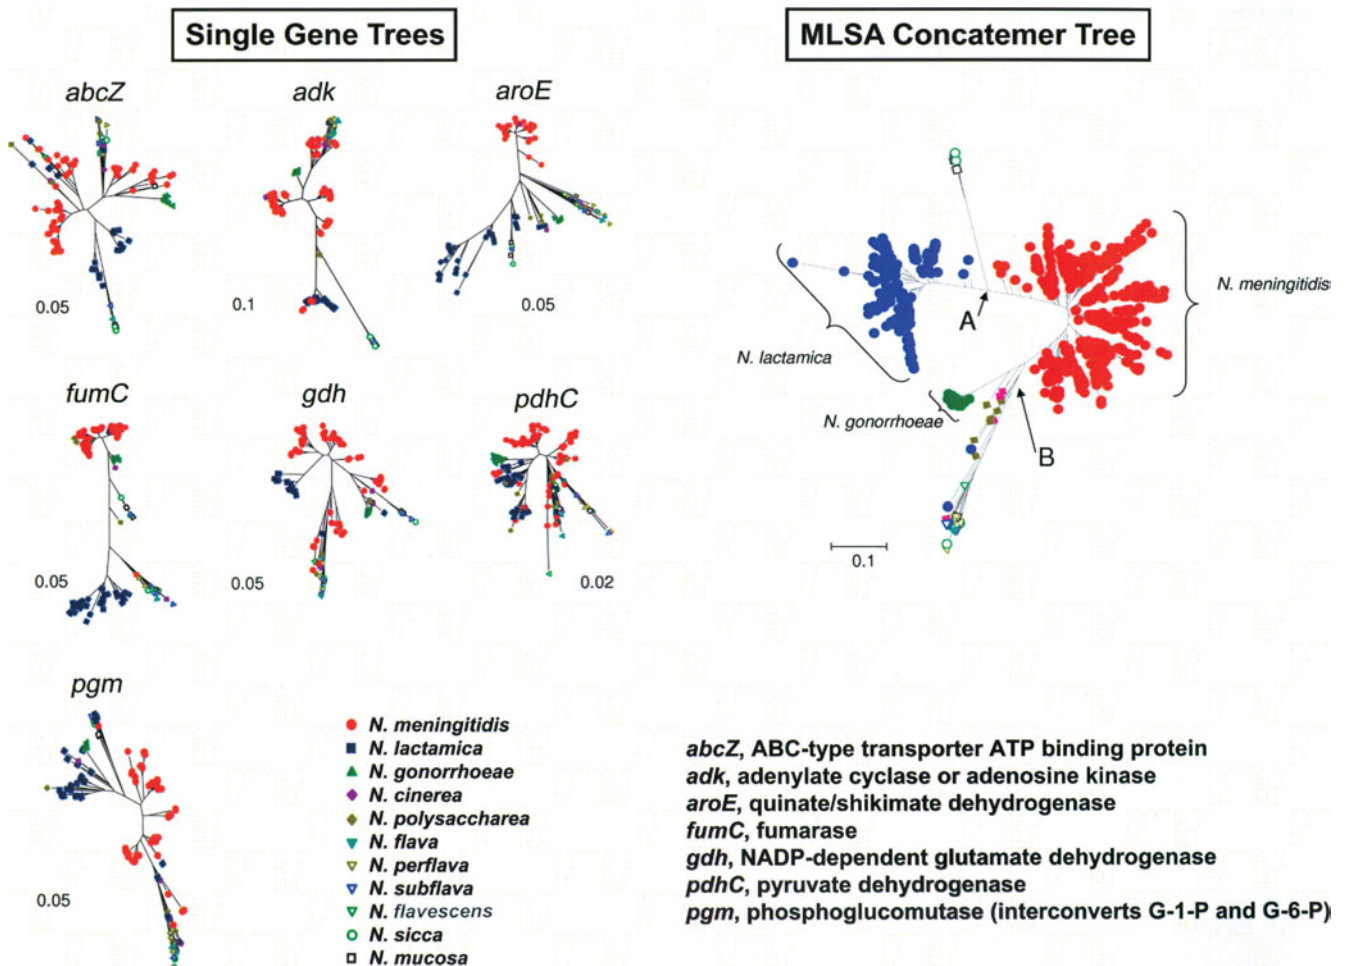 Single Gene Trees
MLSA Concatemer Tree
abcZ
adk
aroE
0.05
0.1
0.05
fumC
gdh
pdhC
0.05
0.05
0.02
pgm
0.05
N. meningitidis
N. lactamica
N. gonorrhoeae
N. cinerea
N. polysaccharea
N. flava
N. perflava
N. subflava
N. flavescens
N. sicca
N. mucosa
N. meningitidis
A
N. lactamica
N. gonorrhoeae
B
0.1
abcZ, ABC-type transporter ATP binding protein
adk, adenylate cyclase or adenosine kinase
aroE, quinate/shikimate dehydrogenase
fumC, fumarase
gdh, NADP-dependent glutamate dehydrogenase
pdhC, pyruvate dehydrogenase
pgm, phosphoglucomutase (interconverts G-1-P and G-6-P)